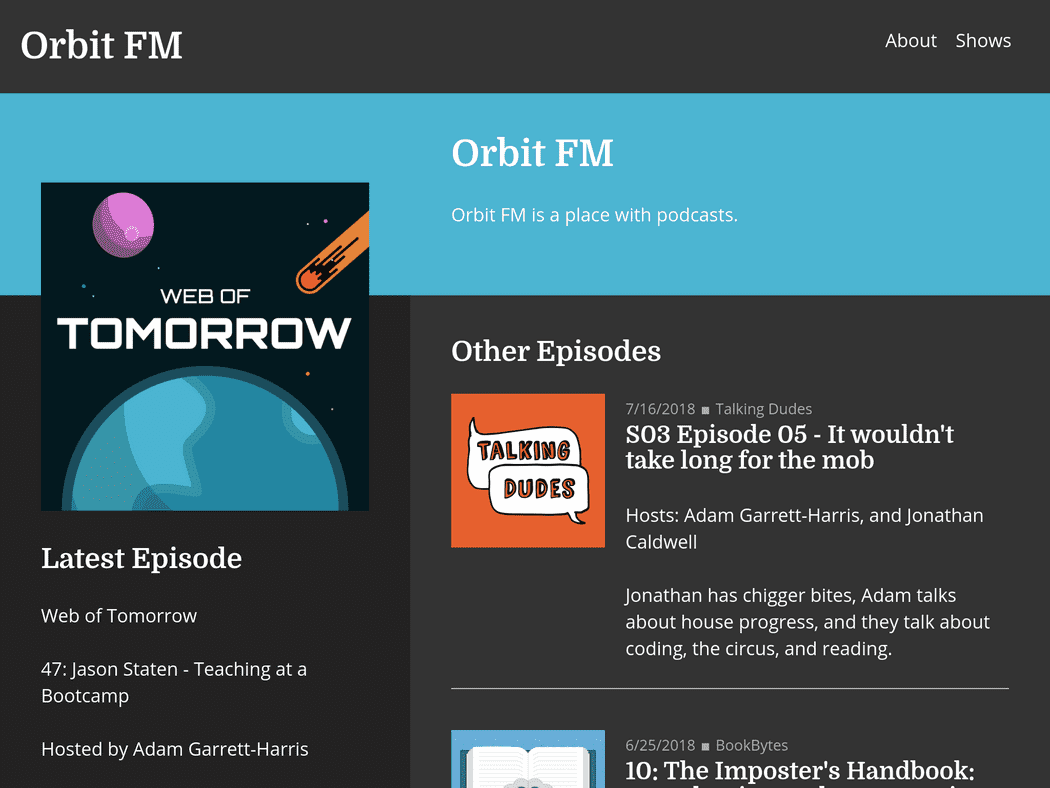 Orbit FM
About Shows
Orbit FM
Orbit FM is a place with podcasts.
WEB OF
TOMORROW
Latest Episode
Web of Tomorrow
47: Jason Staten - Teaching at a
Bootcamp
Hosted by Adam Garrett-Harris
Other Episodes
TALKING
DUDES
7/16/2018 ■ Talking Dudes
S03 Episode 05 - It wouldn't
take long for the mob
Hosts: Adam Garrett-Harris, and Jonathan
Caldwell
Jonathan has chigger bites, Adam talks
about house progress, and they talk about
coding, the circus, and reading.
6/25/2018 ■ BookBytes
10: The Imposter's Handbook: